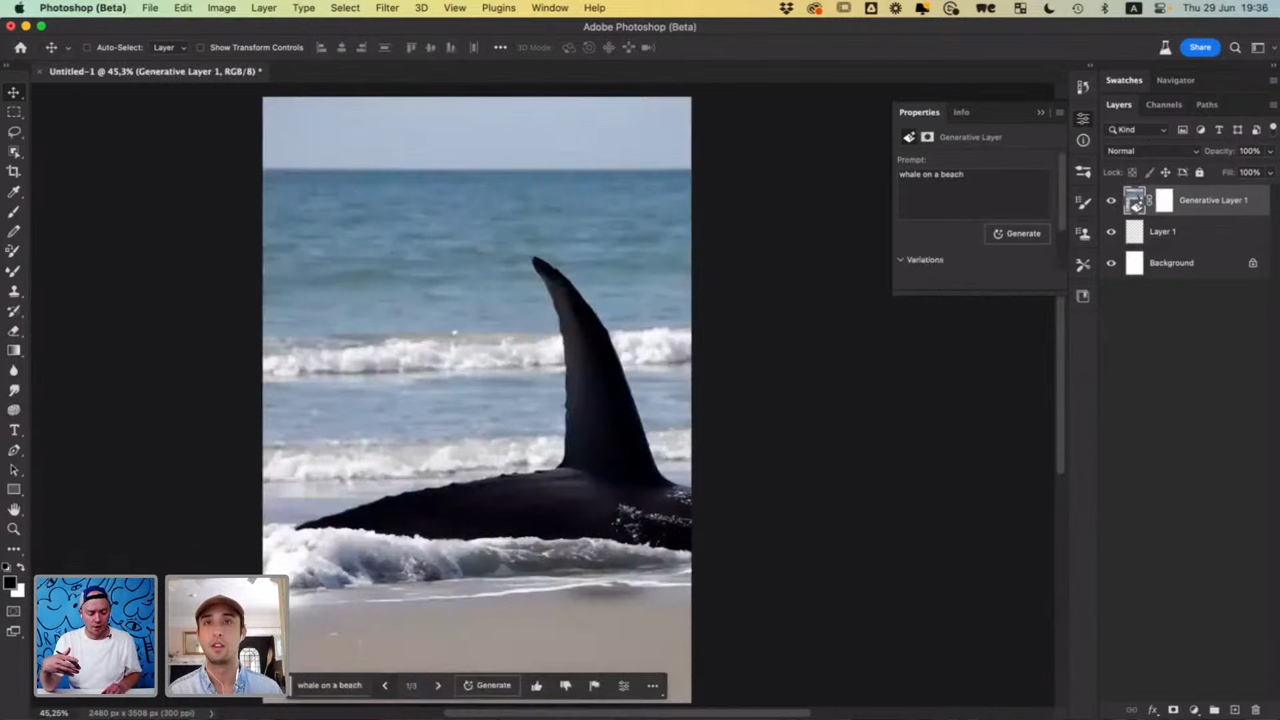 Photoshop (Beta) File Edit Image Layer Type Select Filter 3D View Plugins Window Help
A Thu 29 Jun 19:36
Adobe Photoshop (Beta)
Auto-Select: Layer Show Transform Controls 3D Mode: Share
Untitled-1 @ 45,3% (Generative Layer 1, RGB/8) *
Swatches Navigator
Properties Info
Layers Channels Paths
Generative Layer
Kind
Prompt:
Normal Opacity: 100%
whale on a beach
Lock: Fill: 100%
Generative Layer 1
Generate
Layer 1
Variations
Background
whale on a beach 1/3 Generate
45,25% 2480 px x 3508 px (300 ppi)